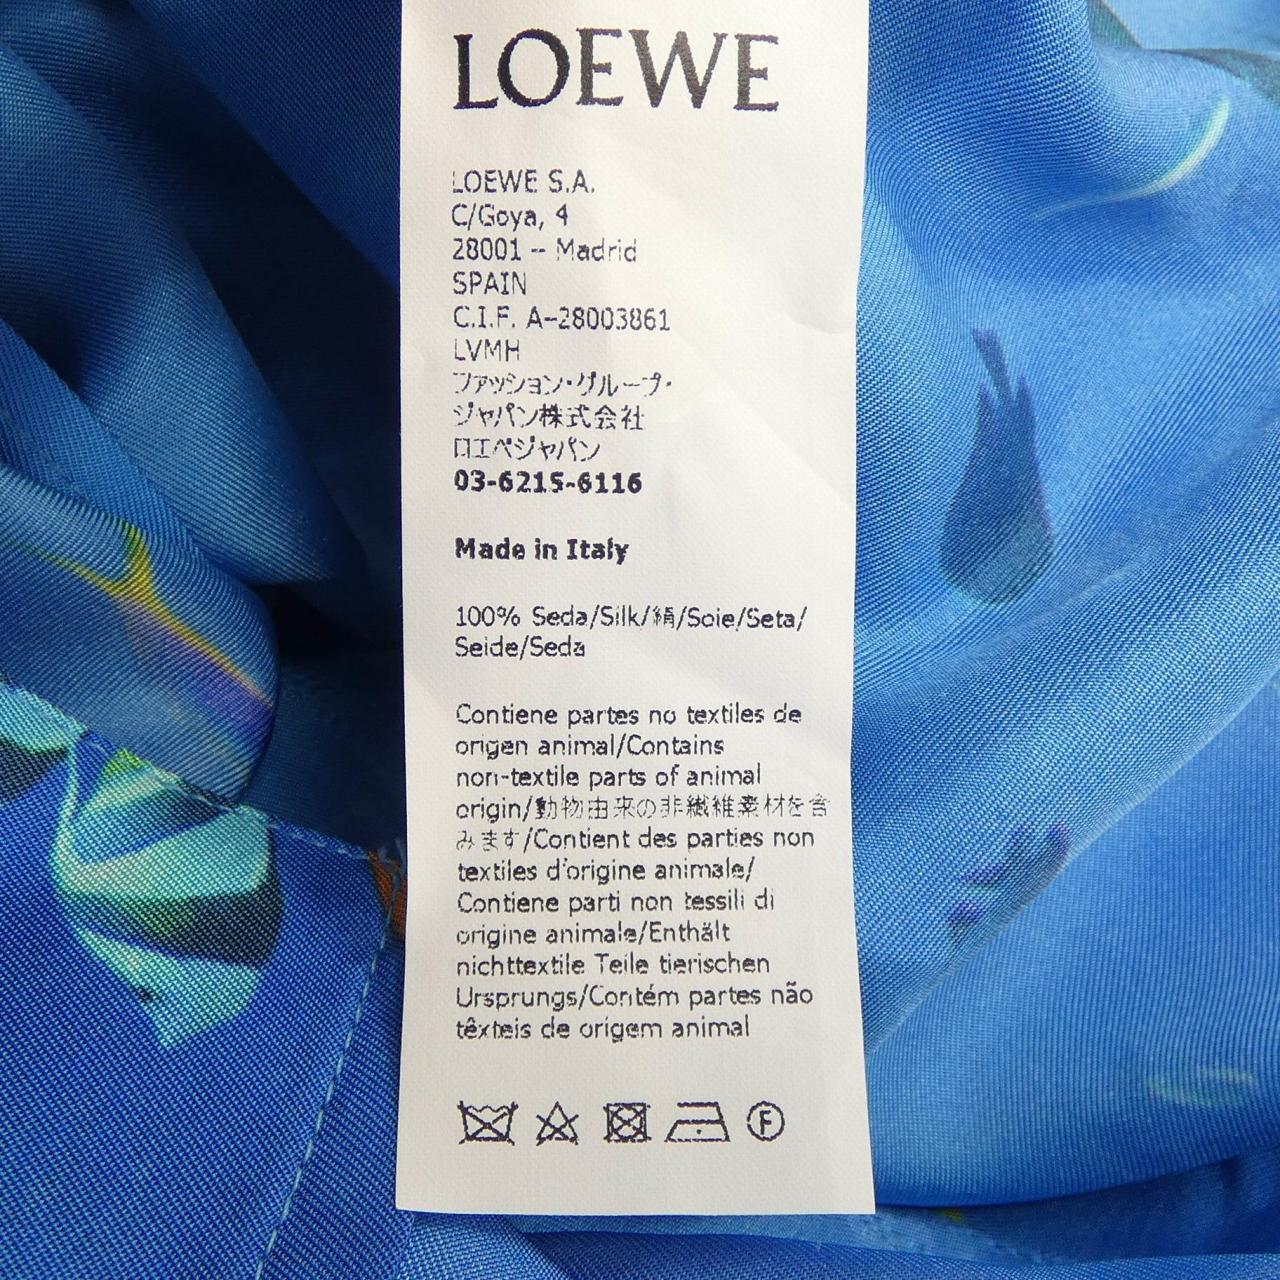 LOEWE
LOEWE S.A.
C/Goya, 4
28001 – Madrid
SPAIN
C.I.F. A–28003861
LVMH
ファッション・グループ・
ジャパン株式会社
ロエベジャパン
03-6215-6116
Made in Italy
100% Seda/Silk/絹/Soie/Seta/
Seide/Seda
Contiene partes no textiles de
origen animal/Contains
non-textile parts of animal
origin/動物由来の非繊維素材を含
みます/Contient des parties non
textiles d'origine animale/
Contiene parti non tessili di
origine animale/Enthält
nichttextile Teile tierischen
Ursprungs/Contém partes não
têxteis de origem animal
F